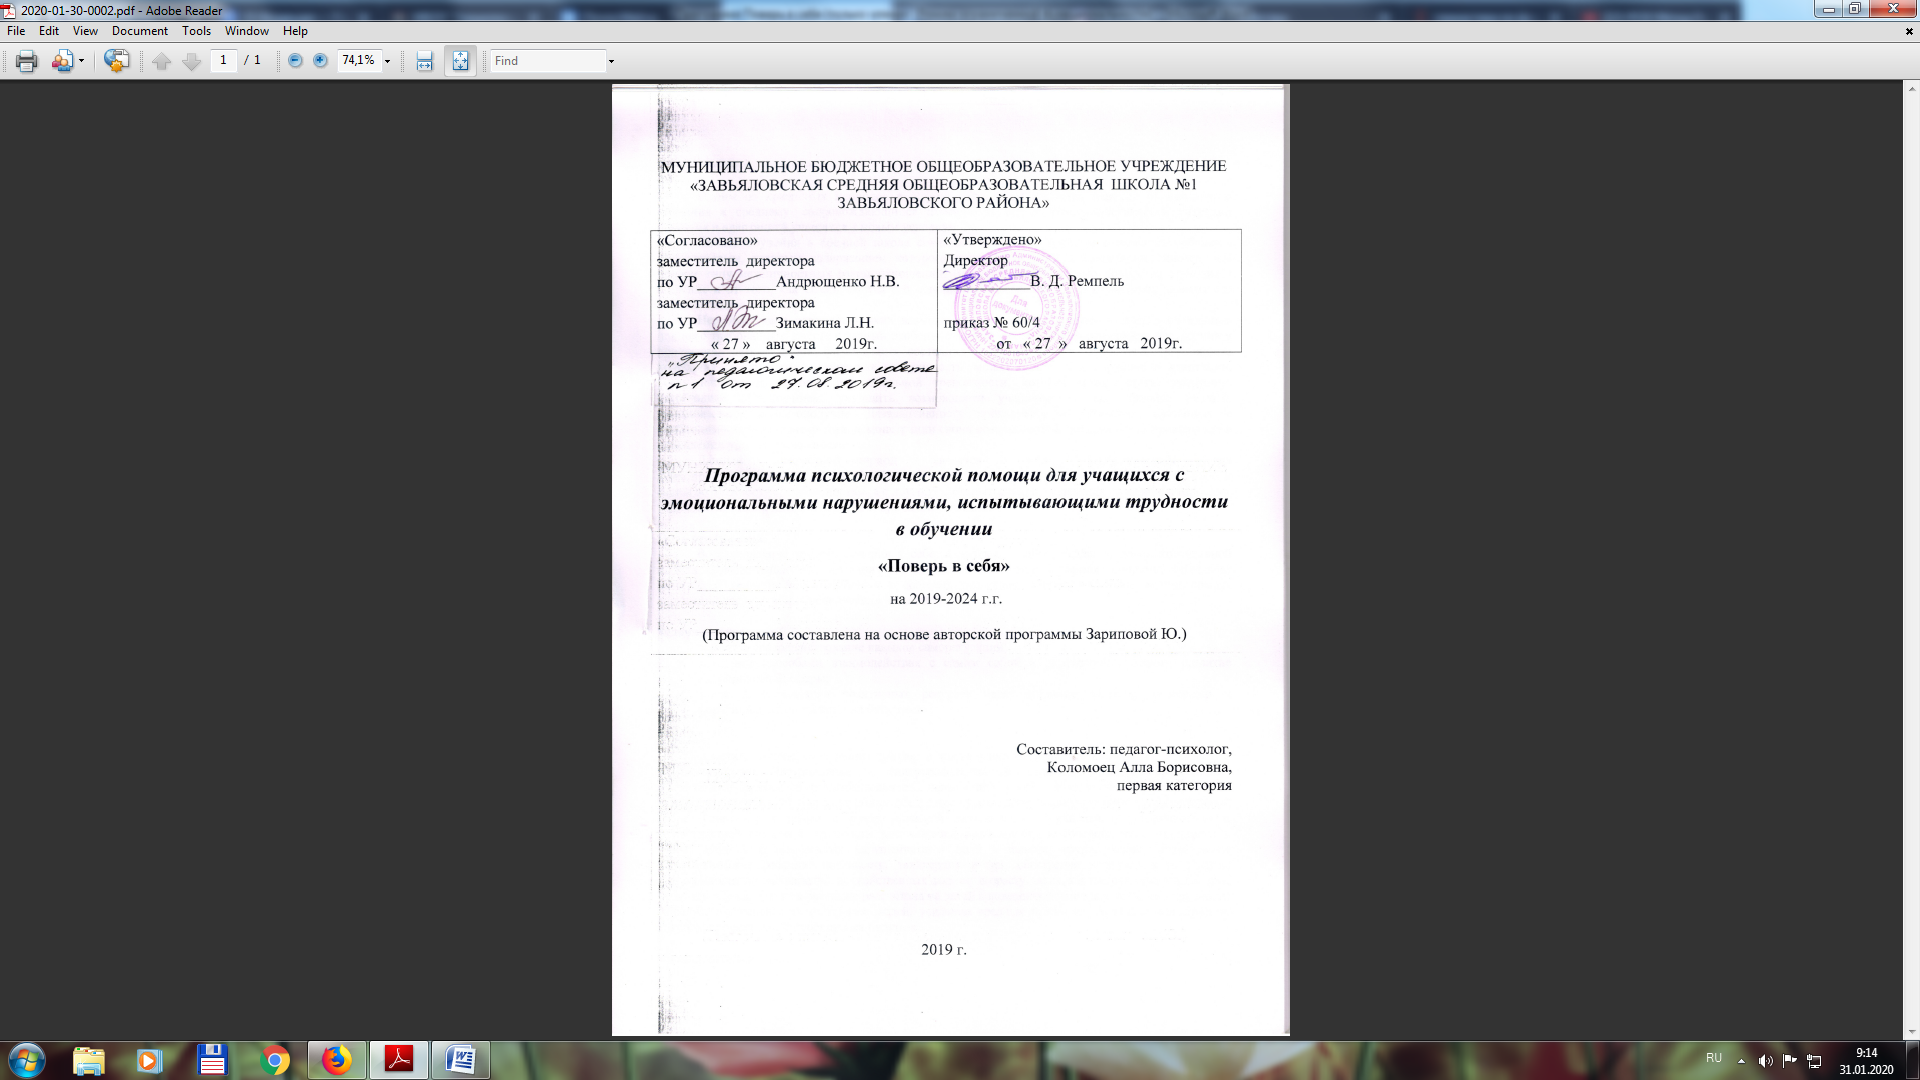 2020-01-30-0002.pdf - Adobe Reader
File Edit View Document Tools Window Help
1 / 1 74,1% Find
МУНИЦИПАЛЬНОЕ БЮДЖЕТНОЕ ОБЩЕОБРАЗОВАТЕЛЬНОЕ УЧРЕЖДЕНИЕ
«ЗАВЬЯЛОВСКАЯ СРЕДНЯЯ ОБЩЕОБРАЗОВАТЕЛЬНАЯ ШКОЛА №1
ЗАВЬЯЛОВСКОГО РАЙОНА»
«Согласовано»
заместитель директора
по УР__________Андрющенко Н.В.
заместитель директора
по УР__________Зимакина Л.Н.
« 27 » августа 2019г.
«Утверждено»
Директор
___________В. Д. Ремпель
приказ № 60/4
от « 27 » августа 2019г.
„Принято"
на педагогическом совете
п 1 от 27.08.2019г.
Программа психологической помощи для учащихся с
эмоциональными нарушениями, испытывающими трудности
в обучении
«Поверь в себя»
на 2019-2024 г.г.
(Программа составлена на основе авторской программы Зариповой Ю.)
Составитель: педагог-психолог,
Коломоец Алла Борисовна,
первая категория
2019 г.
RU
9:14
31.01.2020